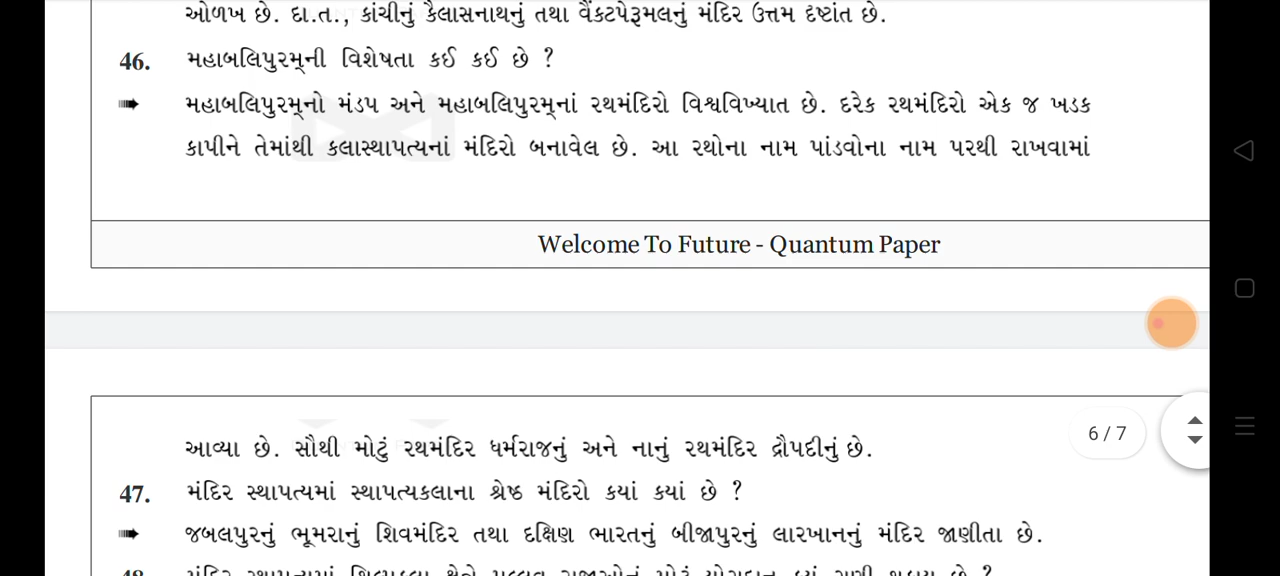 ઓળખ છે. દા.ત., કાંચીનું કૈલાસનાથનું તથા વૈંકટપેરૂમલનું મંદિર ઉત્તમ દૃષ્ટાંત છે.
46. મહાબલિપુરમ્‌ની વિશેષતા કઈ કઈ છે ?
➠ મહાબલિપુરમ્‌નો મંડપ અને મહાબલિપુરમ્‌નાં રથમંદિરો વિશ્વવિખ્યાત છે. દરેક રથમંદિરો એક જ ખડક
કાપીને તેમાંથી કલાસ્થાપત્યનાં મંદિરો બનાવેલ છે. આ રથોના નામ પાંડવોના નામ પરથી રાખવામાં
Welcome To Future - Quantum Paper
આવ્યા છે. સૌથી મોટું રથમંદિર ધર્મરાજનું અને નાનું રથમંદિર દ્રૌપદીનું છે.
6 / 7
47. મંદિર સ્થાપત્યમાં સ્થાપત્યકલાના શ્રેષ્ઠ મંદિરો કયાં કયાં છે ?
➠ જબલપુરનું ભૂમરાનું શિવમંદિર તથા દક્ષિણ ભારતનું બીજાપુરનું લારખાનનું મંદિર જાણીતા છે.